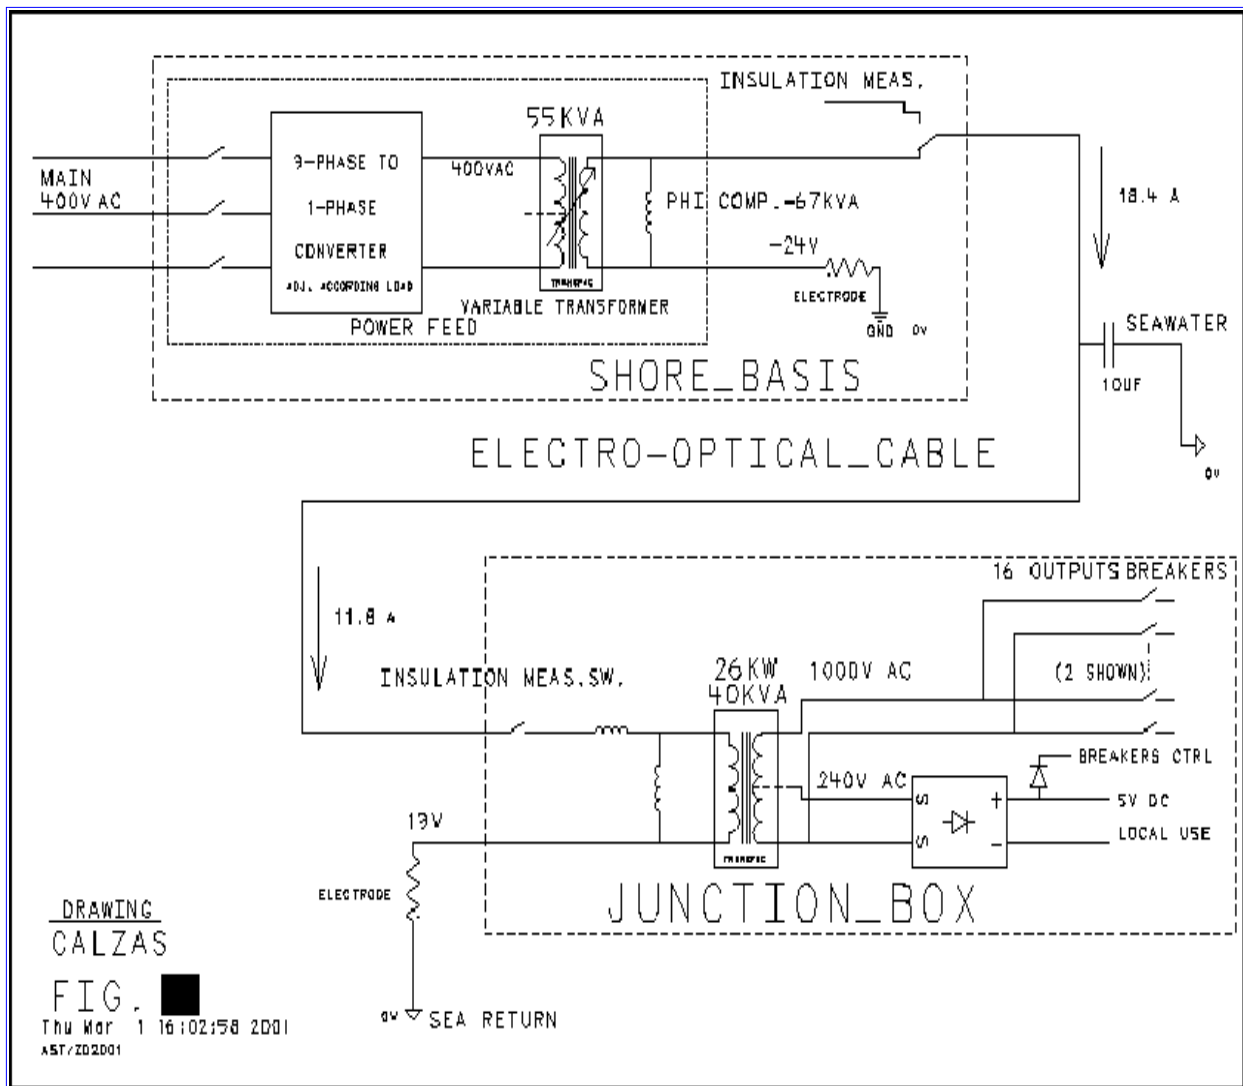 INSULATION MEAS.
55KVA
3-PHASE TO
1-PHASE
CONVERTER
ADJ. ACCORDING LOAD
MAIN
400V AC
400VAC
PHI COMP.-67KVA
-24V
18.4 A
ELECTRODE
VARIABLE TRANSFORMER
POWER FEED
GND 0V
SEAWATER
10UF
SHORE_BASIS
ELECTRO-OPTICAL_CABLE
0V
16 OUTPUTS BREAKERS
11.8 A
INSULATION MEAS.SW.
26KW
40KVA
1000V AC
(2 SHOWN)
BREAKERS CTRL
240V AC
S
S
+
-
5V DC
LOCAL USE
19V
ELECTRODE
JUNCTION_BOX
DRAWING
CALZAS
FIG.
Thu Mar 1 16:02:58 2001
AST/ZD2001
0V SEA RETURN